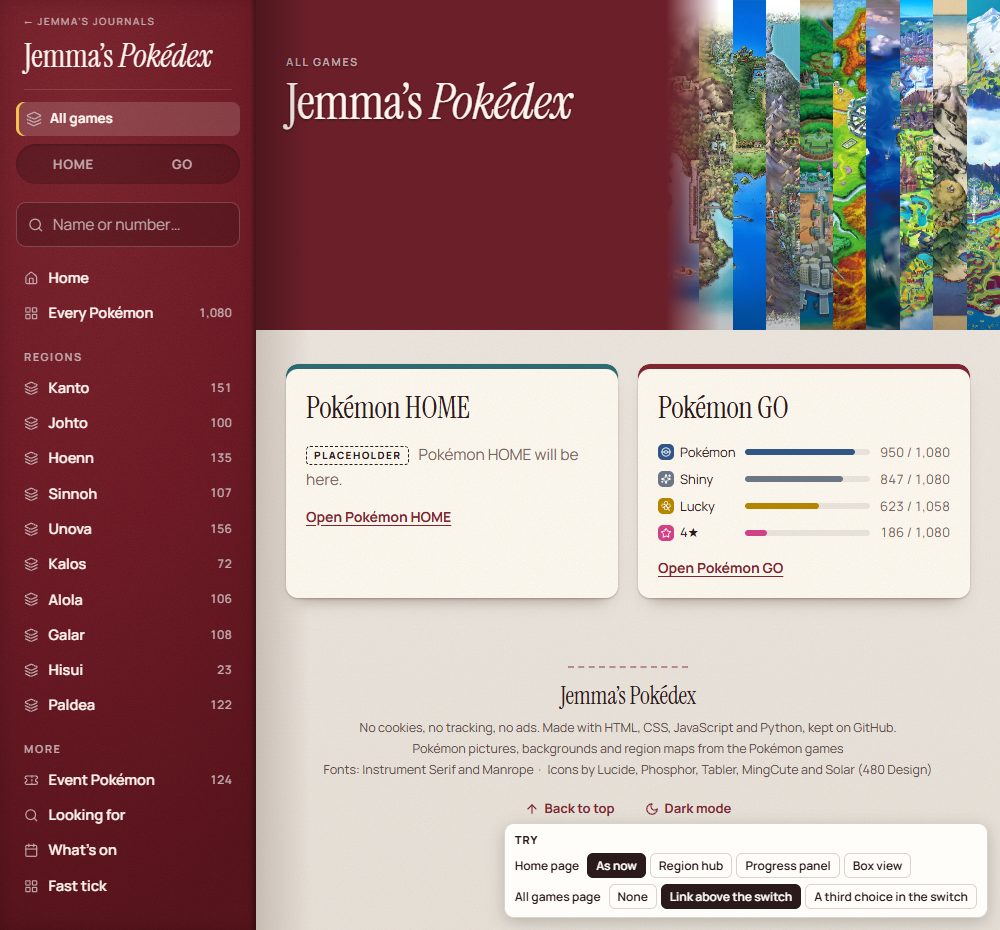 ← JEMMA'S JOURNALS
Jemma's Pokédex
All games
HOME GO
Name or number…
Home
Every Pokémon 1,080
REGIONS
Kanto 151
Johto 100
Hoenn 135
Sinnoh 107
Unova 156
Kalos 72
Alola 106
Galar 108
Hisui 23
Paldea 122
MORE
Event Pokémon 124
Looking for
What's on
Fast tick
ALL GAMES
Jemma's Pokédex
Pokémon HOME
PLACEHOLDER Pokémon HOME will be
here.
Open Pokémon HOME
Pokémon GO
Pokémon 950 / 1,080
Shiny 847 / 1,080
Lucky 623 / 1,058
4★ 186 / 1,080
Open Pokémon GO
Jemma's Pokédex
No cookies, no tracking, no ads. Made with HTML, CSS, JavaScript and Python, kept on GitHub.
Pokémon pictures, backgrounds and region maps from the Pokémon games
Fonts: Instrument Serif and Manrope · Icons by Lucide, Phosphor, Tabler, MingCute and Solar (480 Design)
↑ Back to top Dark mode
TRY
Home page As now Region hub Progress panel Box view
All games page None Link above the switch A third choice in the switch